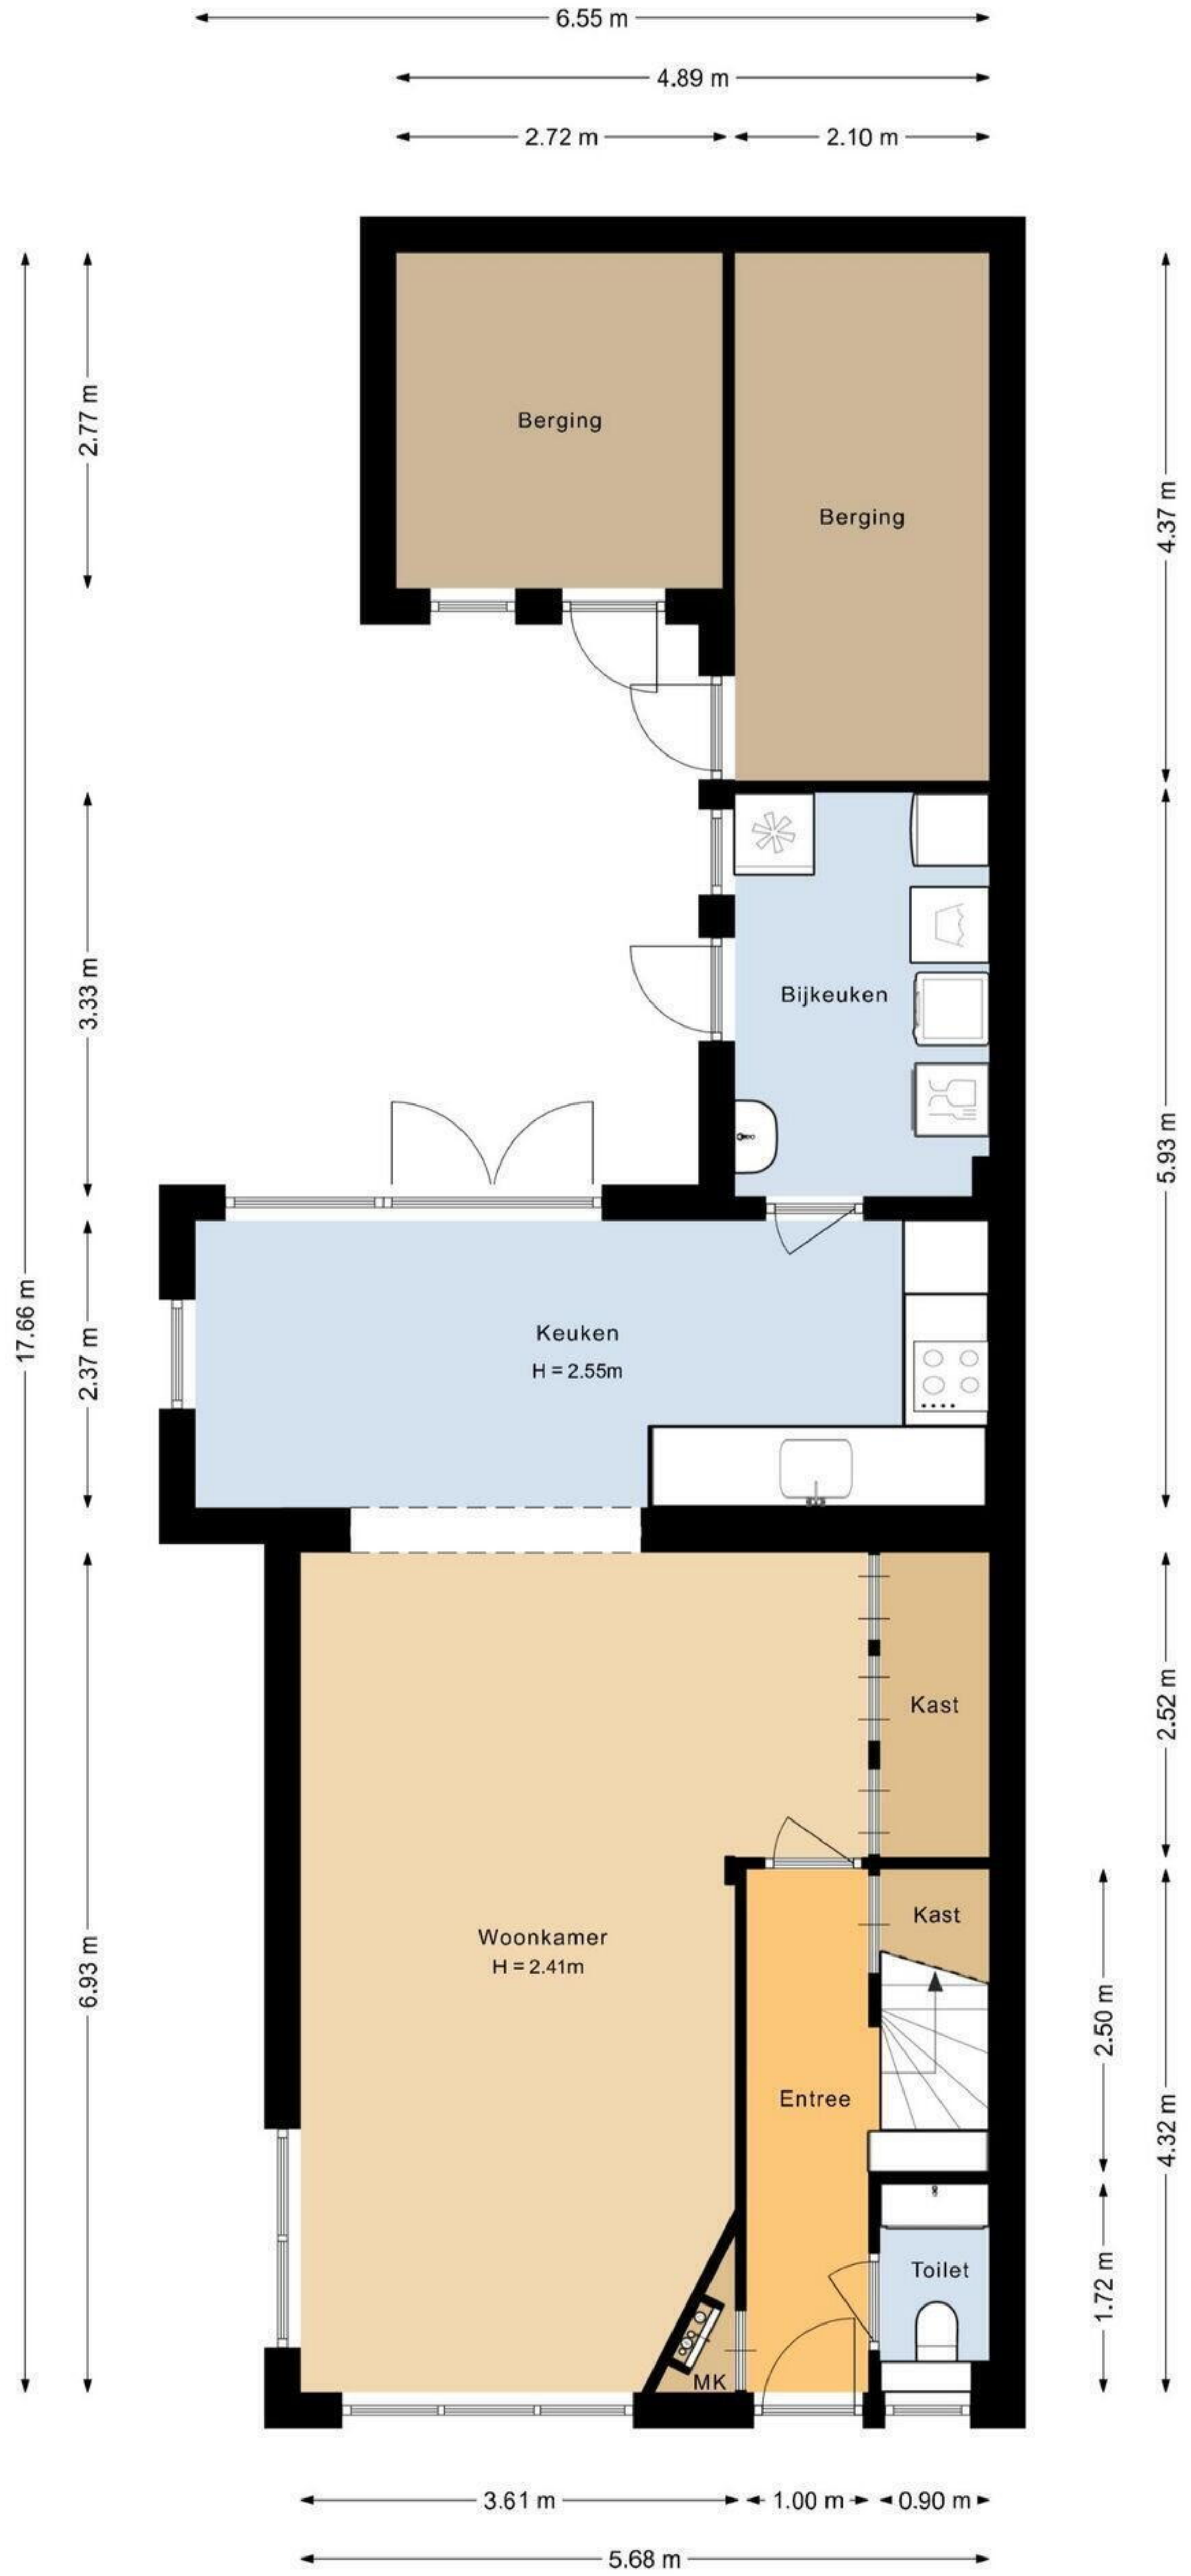 6.55 m
4.89 m
2.72 m
2.10 m
2.77 m
4.37 m
Berging
Berging
3.33 m
Bijkeuken
5.93 m
17.66 m
2.37 m
Keuken
H = 2.55m
2.52 m
Kast
Kast
6.93 m
Woonkamer
H = 2.41m
2.50 m
Entree
4.32 m
Toilet
1.72 m
MK
3.61 m
1.00 m
0.90 m
5.68 m